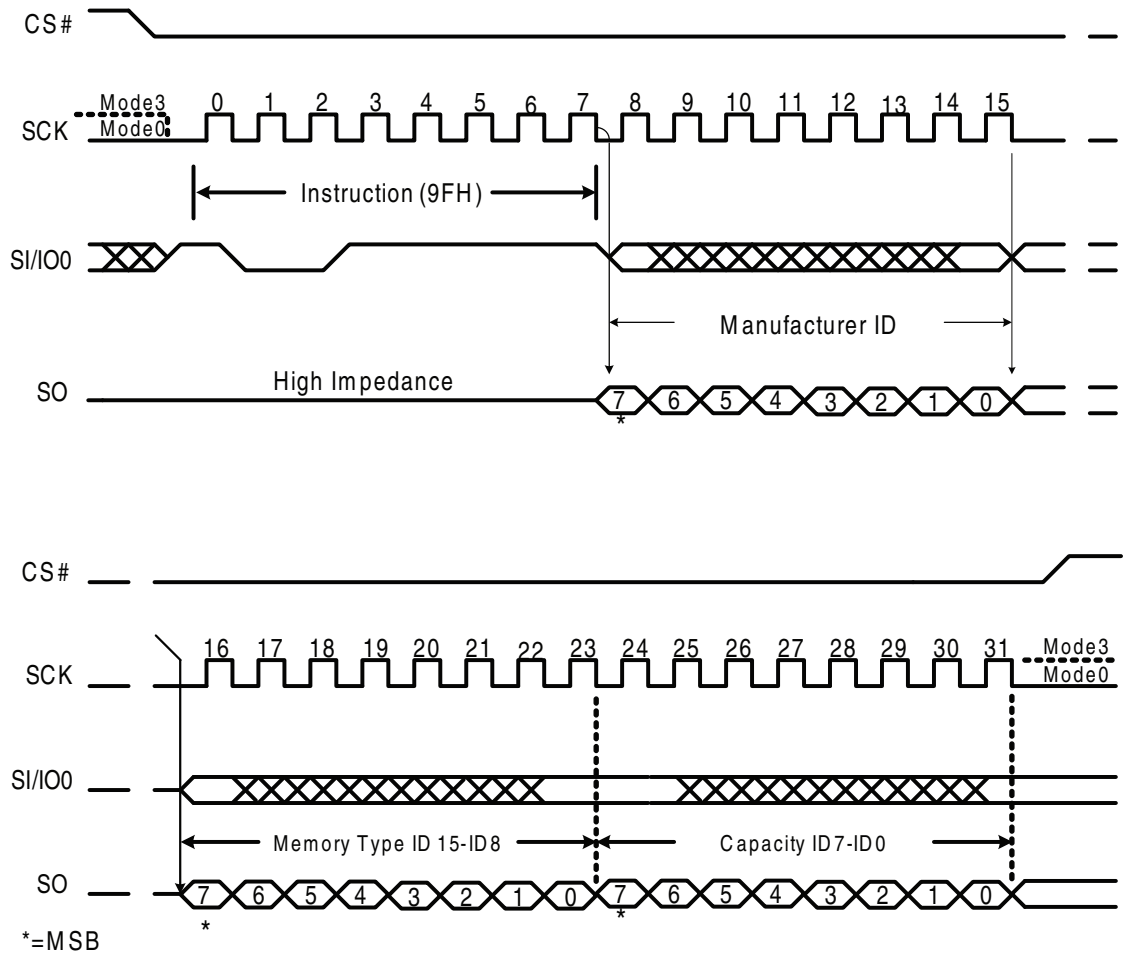 CS#
Mode3
0 1 2 3 4 5 6 7 8 9 10 11 12 13 14 15
SCK
Mode0
Instruction (9FH)
SI/IO0
Manufacturer ID
High Impedance
SO
7 6 5 4 3 2 1 0
*
CS#
16 17 18 19 20 21 22 23 24 25 26 27 28 29 30 31
Mode3
SCK
Mode0
SI/IO0
Memory Type ID 15-ID8
Capacity ID7-ID0
SO
7 6 5 4 3 2 1 0 7 6 5 4 3 2 1 0
* *
*=MSB